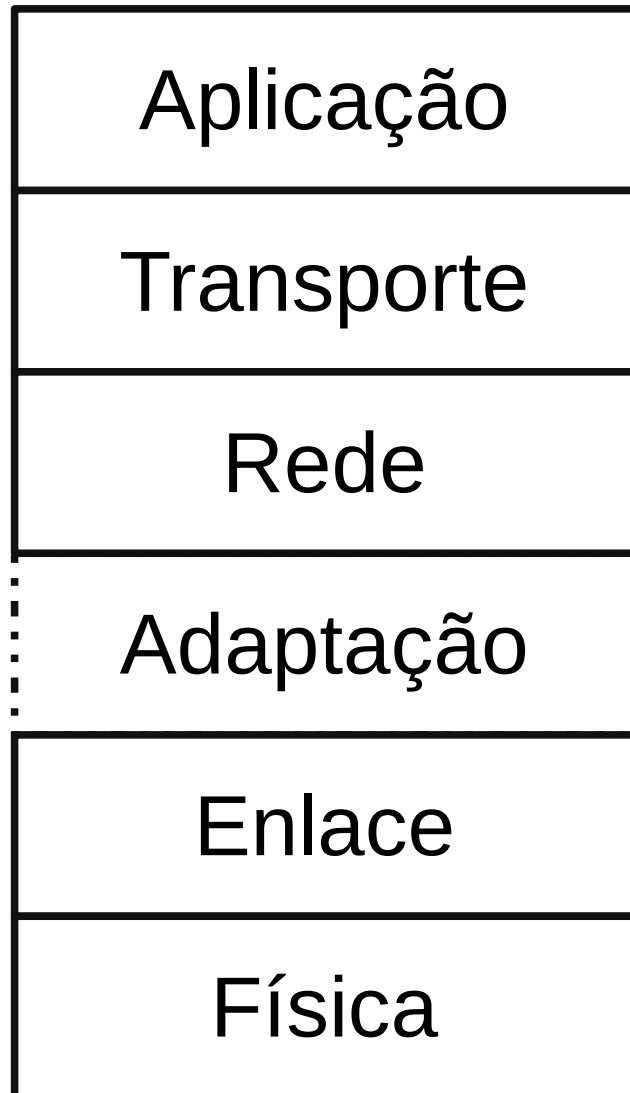 Aplicação
Transporte
Rede
Adaptação
Enlace
Física